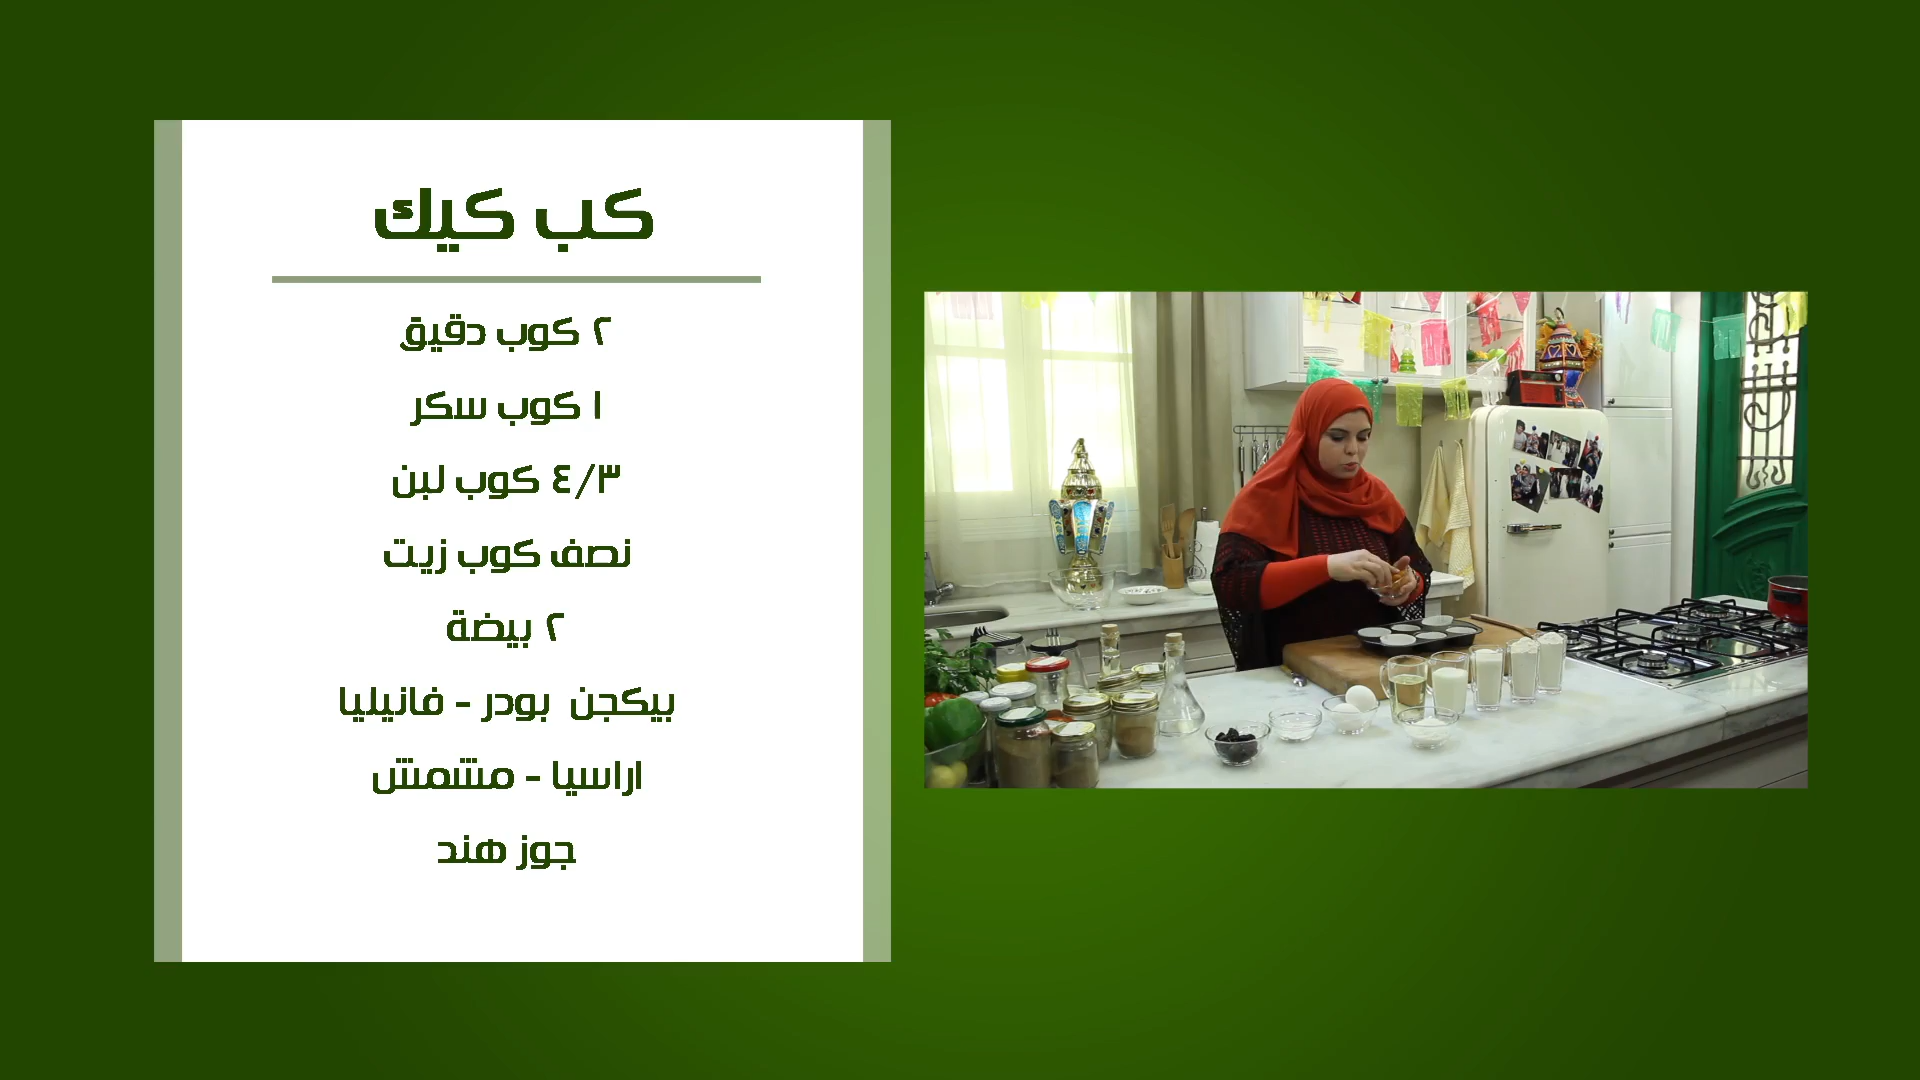 كب كيك
٢ كوب دقيق
١ كوب سكر
٤/٣ كوب لبن
نصف كوب زيت
٢ بيضة
بيكجن بودر - فانيليا
اراسيا - مشمش
جوز هند